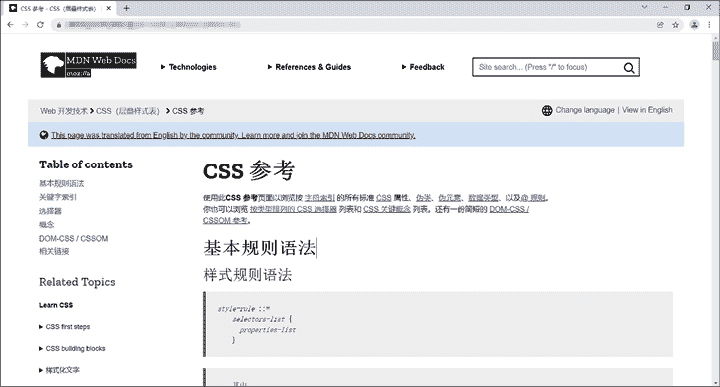 CSS 参考 - CSS（层叠样式表）
MDN Web Docs
moz://a
Technologies
References & Guides
Feedback
Site search... (Press "/" to focus)
Web 开发技术 CSS（层叠样式表） CSS 参考
Change language | View in English
This page was translated from English by the community. Learn more and join the MDN Web Docs community.
Table of contents
基本规则语法
关键字索引
选择器
概念
DOM-CSS / CSSOM
相关链接
Related Topics
Learn CSS
CSS first steps
CSS building blocks
样式化文字
CSS 参考
使用此CSS 参考页面以浏览按 字符索引 的所有标准 CSS 属性、伪类、伪元素、数据类型、以及@ 规则。
你也可以浏览 按类型排列的 CSS 选择器 列表和 CSS 关键概念 列表。还有一份简短的 DOM-CSS /
CSSOM 参考。
基本规则语法
样式规则语法
style-rule ::=
selectors-list {
properties-list
}